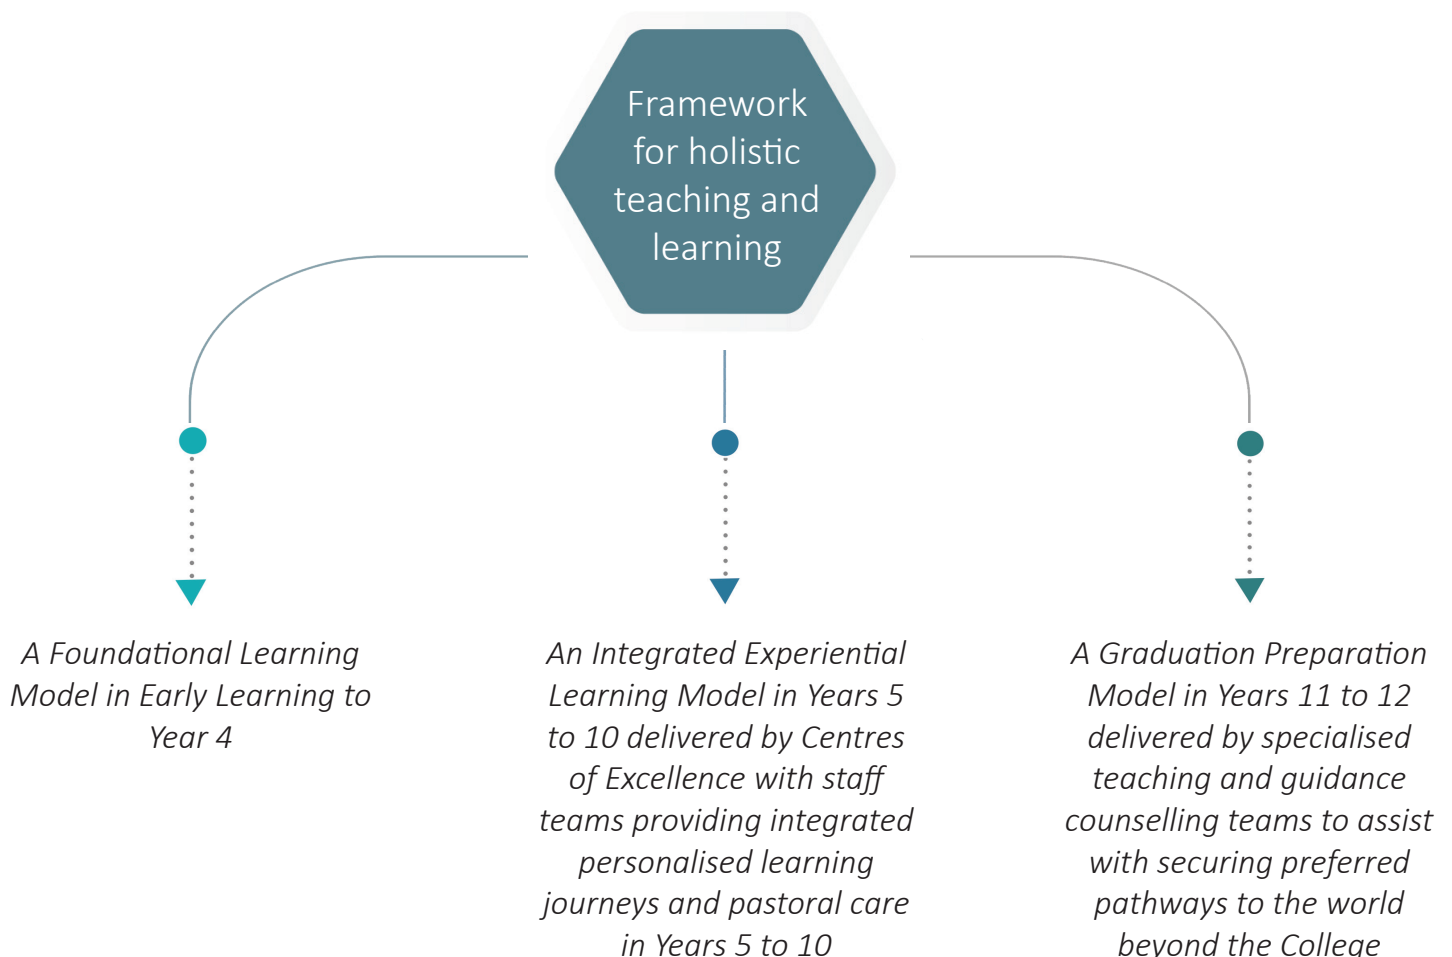 Framework
for holistic
teaching and
learning
A Foundational Learning
Model in Early Learning to
Year 4
An Integrated Experiential
Learning Model in Years 5
to 10 delivered by Centres
of Excellence with staff
teams providing integrated
personalised learning
journeys and pastoral care
in Years 5 to 10
A Graduation Preparation
Model in Years 11 to 12
delivered by specialised
teaching and guidance
counselling teams to assist
with securing preferred
pathways to the world
beyond the College